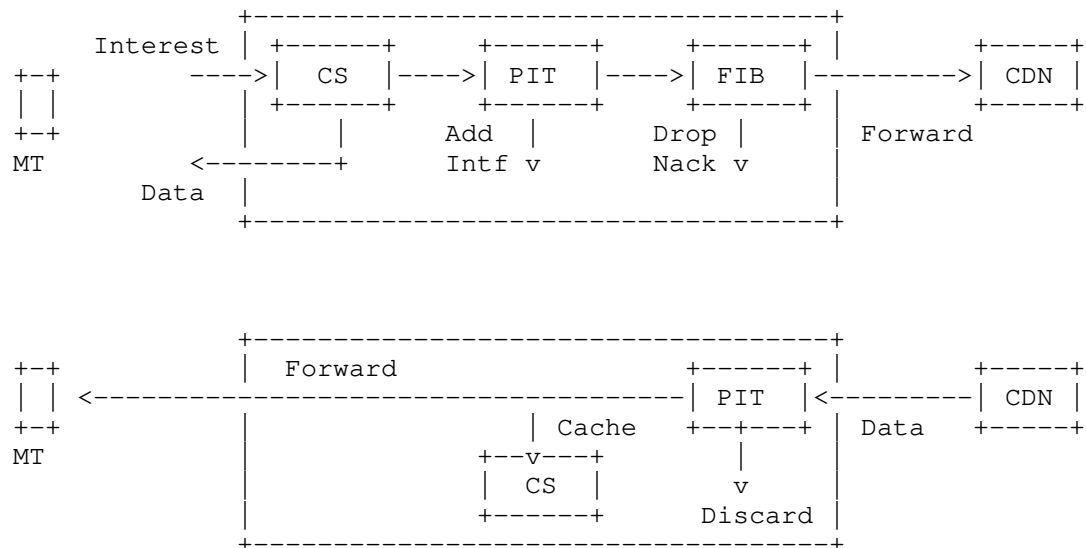 Interest
CS PIT FIB CDN
Add Drop Forward
MT Intf Nack
Data
Forward
PIT CDN
Cache Data
MT
CS
Discard